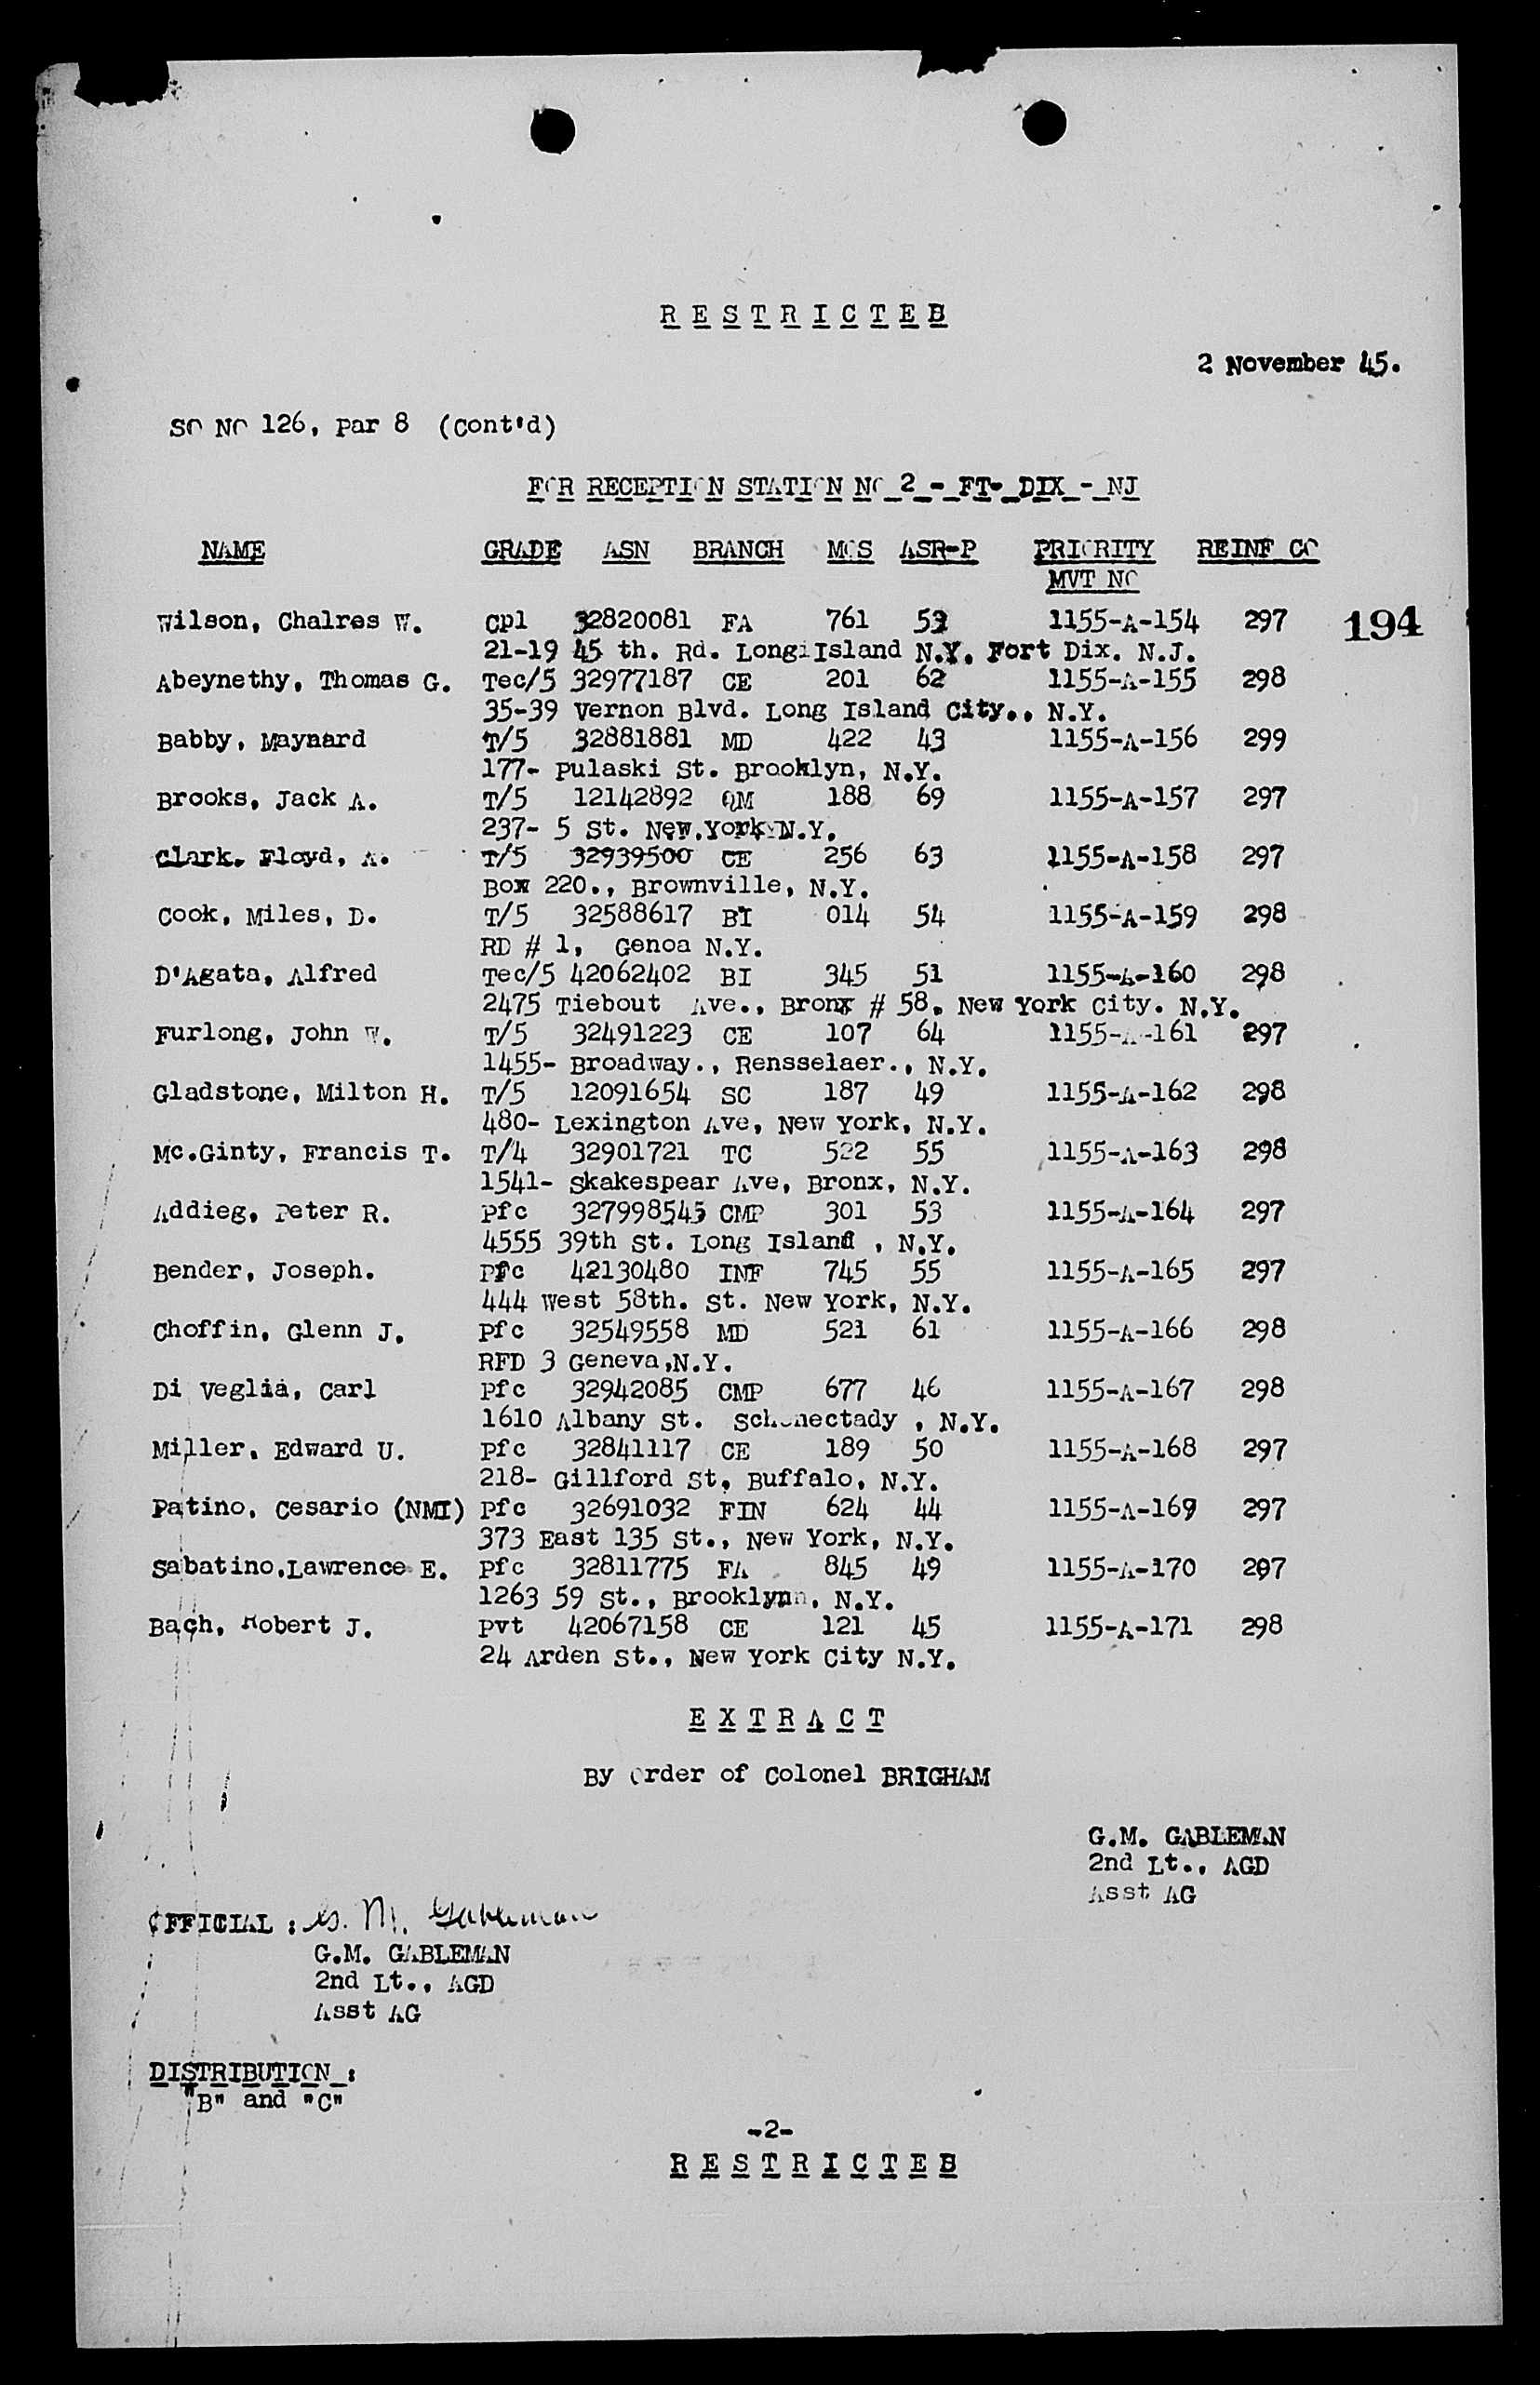 R E S T R I C T E D
2 November 45.
SO NO 126, par 8 (Cont'd)
FOR RECEPTION STATION NO 2 - FT- DIX - NJ
NAME GRADE ASN BRANCH MOS ASR-P PRIORITY REINF CO
MVT NO
Wilson, Chalres W. Cpl 32820081 FA 761 53 1155-A-154 297 194
21-19 45 th. Rd. Long Island N.Y. Fort Dix. N.J.
Abeynethy, Thomas G. Tec/5 32977187 CE 201 62 1155-A-155 298
35-39 Vernon Blvd. Long Island City., N.Y.
Babby, Maynard T/5 32881881 MD 422 43 1155-A-156 299
177- Pulaski St. Brooklyn, N.Y.
Brooks, Jack A. T/5 12142892 QM 188 69 1155-A-157 297
237- 5 St. New.York N.Y.
Clark, Floyd, A. T/5 32939500 CE 256 63 1155-A-158 297
Box 220., Brownville, N.Y.
Cook, Miles, D. T/5 32588617 BI 014 54 1155-A-159 298
RD # 1, Genoa N.Y.
D'Agata, Alfred Tec/5 42062402 BI 345 51 1155-A-160 298
2475 Tiebout Ave., Bronx # 58, New York City. N.Y.
Furlong, John W. T/5 32491223 CE 107 64 1155-A-161 297
1455- Broadway., Rensselaer., N.Y.
Gladstone, Milton H. T/5 12091654 SC 187 49 1155-A-162 298
480- Lexington Ave, New York, N.Y.
Mc.Ginty, Francis T. T/4 32901721 TC 522 55 1155-A-163 298
1541- Skakespear Ave, Bronx, N.Y.
Addieg, Peter R. Pfc 327998545 CMP 301 53 1155-A-164 297
4555 39th St. Long Island , N.Y.
Bender, Joseph. Pfc 42130480 INF 745 55 1155-A-165 297
444 West 58th. St. New York, N.Y.
Choffin, Glenn J. Pfc 32549558 MD 521 61 1155-A-166 298
RFD 3 Geneva,N.Y.
Di Veglia, Carl Pfc 32942085 CMP 677 46 1155-A-167 298
1610 Albany St. Schenectady , N.Y.
Miller, Edward U. Pfc 32841117 CE 189 50 1155-A-168 297
218- Gillford St, Buffalo, N.Y.
Patino, Cesario (NMI) Pfc 32691032 FIN 624 44 1155-A-169 297
373 East 135 St., New York, N.Y.
Sabatino,Lawrence E. Pfc 32811775 FA 845 49 1155-A-170 297
1263 59 St., Brooklynn, N.Y.
Bach, Robert J. Pvt 42067158 CE 121 45 1155-A-171 298
24 Arden St., New York City N.Y.
E X T R A C T
By Order of Colonel BRIGHAM
G.M. GABLEMAN
2nd Lt., AGD
Asst AG
OFFICIAL : G. M. Gableman
G.M. GABLEMAN
2nd Lt., AGD
Asst AG
DISTRIBUTION :
"B" and "C"
-2-
R E S T R I C T E D